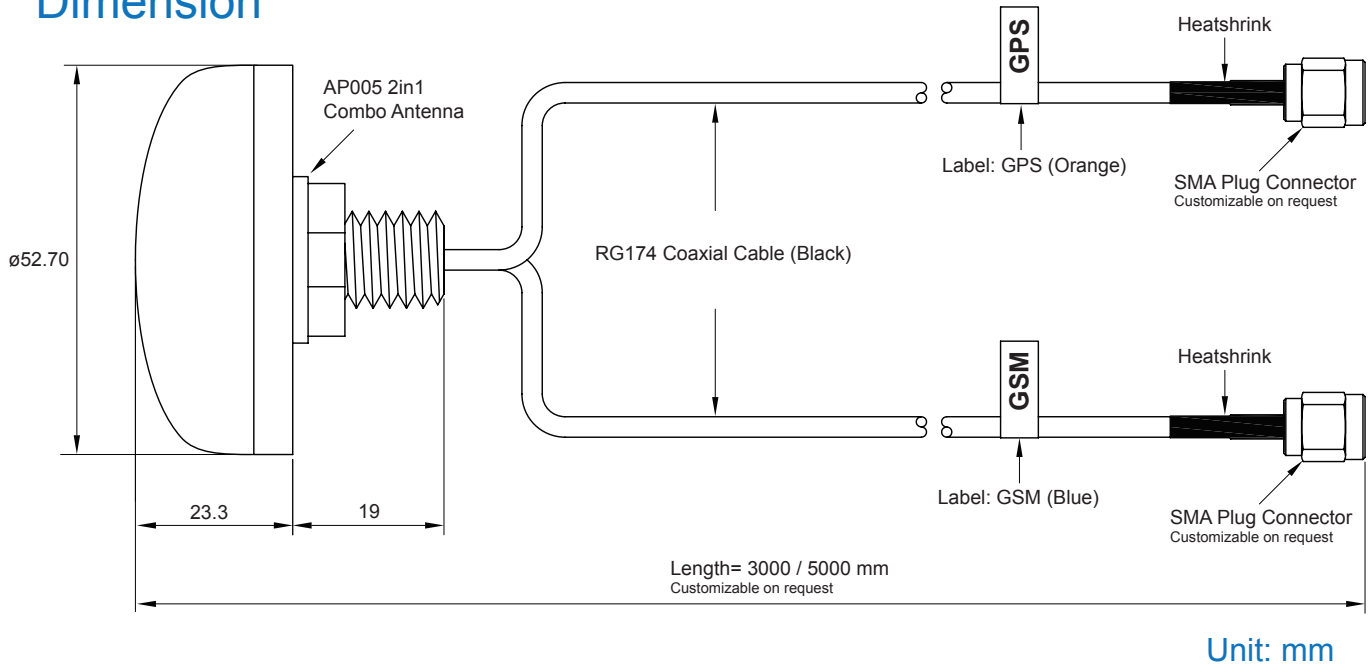 Dimension
GPS
Heatshrink
AP005 2in1
Combo Antenna
Label: GPS (Orange)
SMA Plug Connector
Customizable on request
ø52.70
RG174 Coaxial Cable (Black)
GSM
Heatshrink
Label: GSM (Blue)
23.3
19
SMA Plug Connector
Customizable on request
Length= 3000 / 5000 mm
Customizable on request
Unit: mm